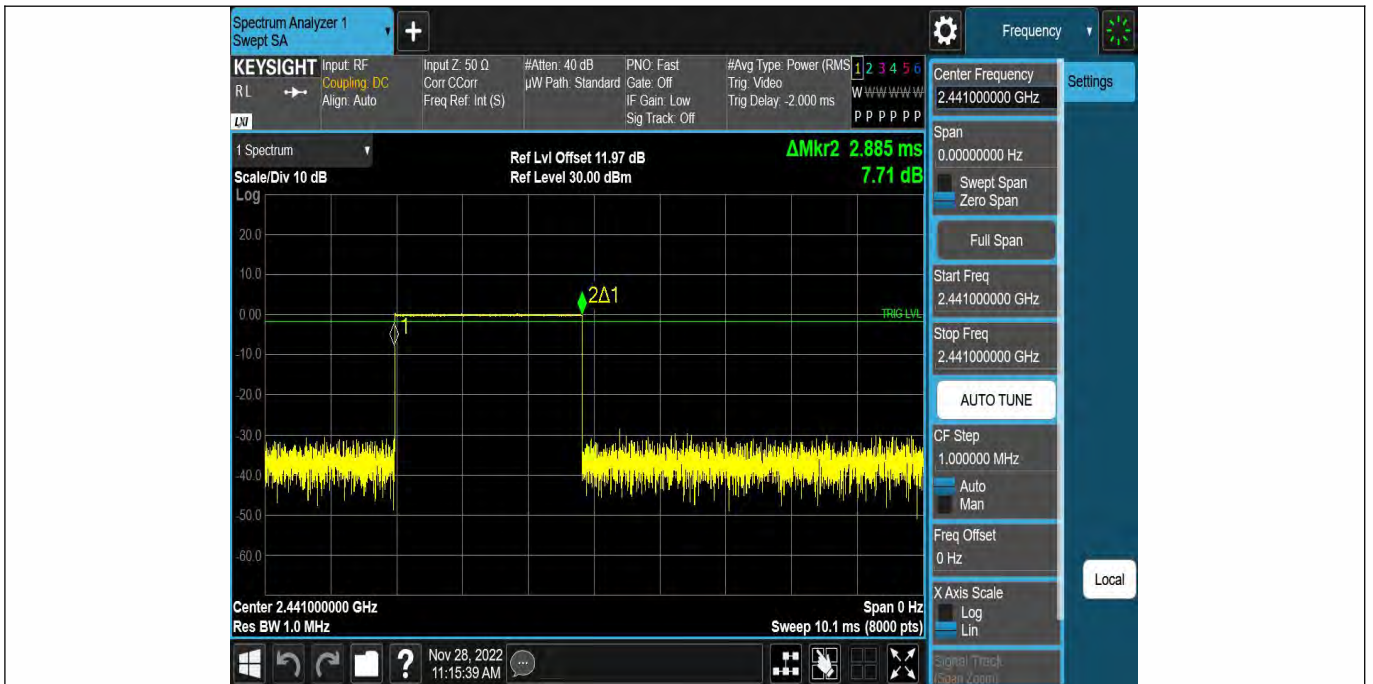 Spectrum Analyzer 1
Swept SA
+
Frequency
KEYSIGHT
RL
LXI
Input: RF
Coupling: DC
Align: Auto
Input Z: 50 Ω
Corr CCorr
Freq Ref: Int (S)
#Atten: 40 dB
µW Path: Standard
PNO: Fast
Gate: Off
IF Gain: Low
Sig Track: Off
#Avg Type: Power (RMS
Trig: Video
Trig Delay: -2.000 ms
1 2 3 4 5 6
W W W W W W
P P P P P P
1 Spectrum
Scale/Div 10 dB
Log
Ref Lvl Offset 11.97 dB
Ref Level 30.00 dBm
ΔMkr2 2.885 ms
7.71 dB
20.0
10.0
0.00
-10.0
-20.0
-30.0
-40.0
-50.0
-60.0
2Δ1
1
TRIG LVL
Center 2.441000000 GHz
Res BW 1.0 MHz
Span 0 Hz
Sweep 10.1 ms (8000 pts)
Center Frequency
2.441000000 GHz
Span
0.00000000 Hz
Swept Span
Zero Span
Full Span
Start Freq
2.441000000 GHz
Stop Freq
2.441000000 GHz
AUTO TUNE
CF Step
1.000000 MHz
Auto
Man
Freq Offset
0 Hz
X Axis Scale
Log
Lin
Signal Track
(Span Zoom)
Settings
Local
?
Nov 28, 2022
11:15:39 AM